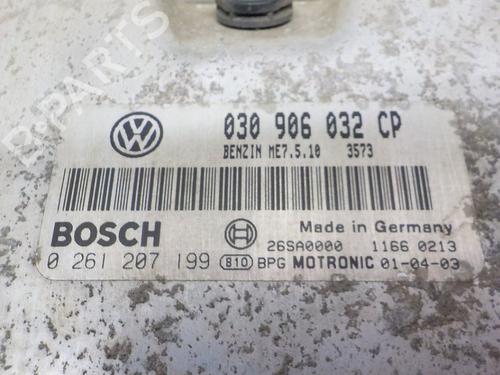 030 906 032 CP
BENZIN ME7.5.10 3573
BOSCH
Made in Germany
26SA0000 1166 0213
0 261 207 199 810 BPG MOTRONIC 01-04-03